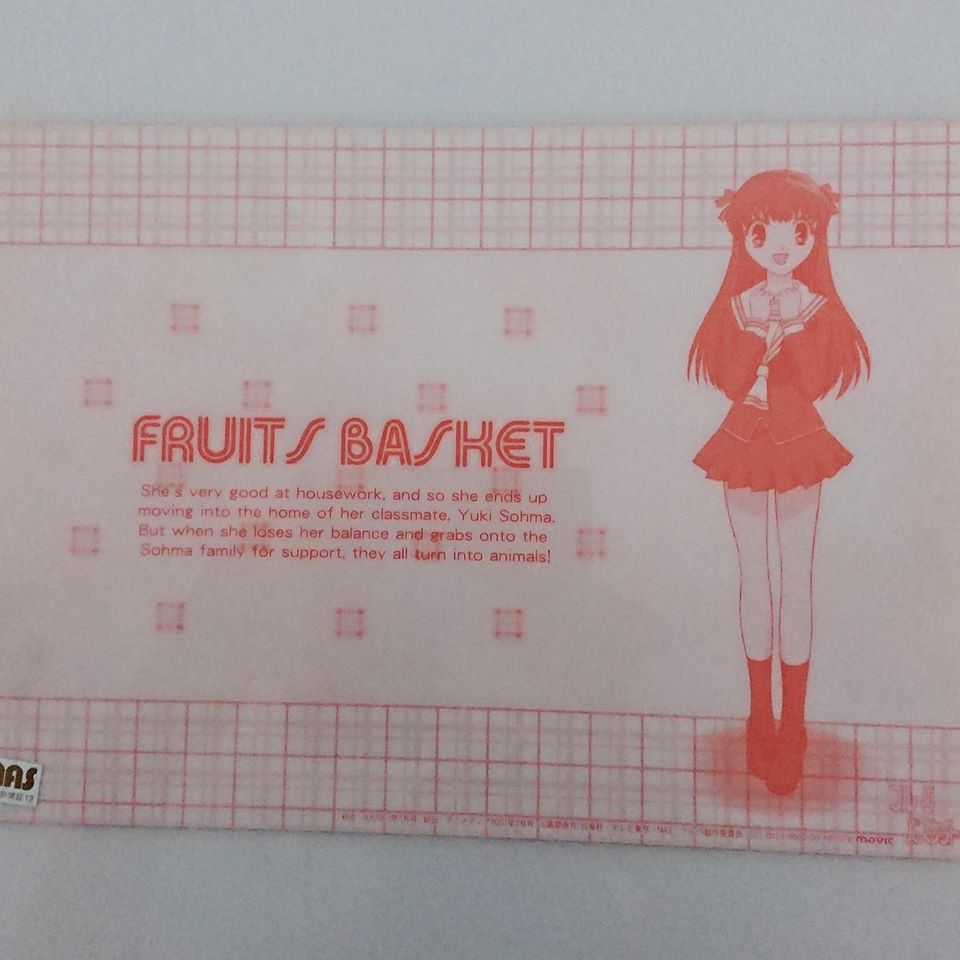 FRUITS BASKET
She's very good at housework, and so she ends up
moving into the home of her classmate, Yuki Sohma.
But when she loses her balance and grabs onto the
Sohma family for support, they all turn into animals!
NAS
movic